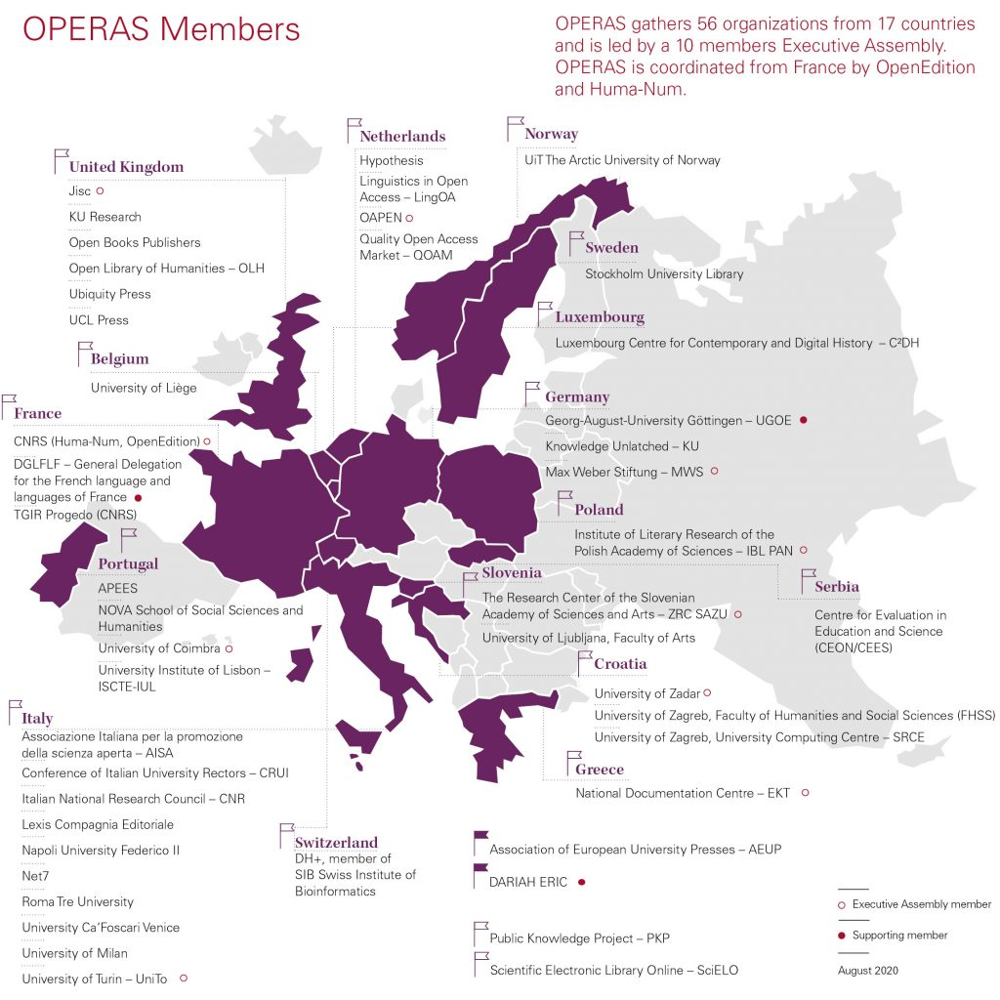 OPERAS Members
OPERAS gathers 56 organizations from 17 countries
and is led by a 10 members Executive Assembly.
OPERAS is coordinated from France by OpenEdition
and Huma-Num.
United Kingdom
Jisc
KU Research
Open Books Publishers
Open Library of Humanities – OLH
Ubiquity Press
UCL Press
Netherlands
Hypothesis
Linguistics in Open
Access – LingOA
OAPEN
Quality Open Access
Market – QOAM
Norway
UiT The Arctic University of Norway
Sweden
Stockholm University Library
Luxembourg
Luxembourg Centre for Contemporary and Digital History – C²DH
Belgium
University of Liège
France
CNRS (Huma-Num, OpenEdition)
DGLFLF – General Delegation
for the French language and
languages of France
TGIR Progedo (CNRS)
Germany
Georg-August-University Göttingen – UGOE
Knowledge Unlatched – KU
Max Weber Stiftung – MWS
Poland
Institute of Literary Research of the
Polish Academy of Sciences – IBL PAN
Portugal
APEES
NOVA School of Social Sciences and
Humanities
University of Coimbra
University Institute of Lisbon –
ISCTE-IUL
Slovenia
The Research Center of the Slovenian
Academy of Sciences and Arts – ZRC SAZU
University of Ljubljana, Faculty of Arts
Serbia
Centre for Evaluation in
Education and Science
(CEON/CEES)
Croatia
University of Zadar
University of Zagreb, Faculty of Humanities and Social Sciences (FHSS)
University of Zagreb, University Computing Centre – SRCE
Italy
Associazione Italiana per la promozione
della scienza aperta – AISA
Conference of Italian University Rectors – CRUI
Italian National Research Council – CNR
Lexis Compagnia Editoriale
Napoli University Federico II
Net7
Roma Tre University
University Ca'Foscari Venice
University of Milan
University of Turin – UniTo
Greece
National Documentation Centre – EKT
Switzerland
DH+, member of
SIB Swiss Institute of
Bioinformatics
Association of European University Presses – AEUP
DARIAH ERIC
Public Knowledge Project – PKP
Scientific Electronic Library Online – SciELO
Executive Assembly member
Supporting member
August 2020